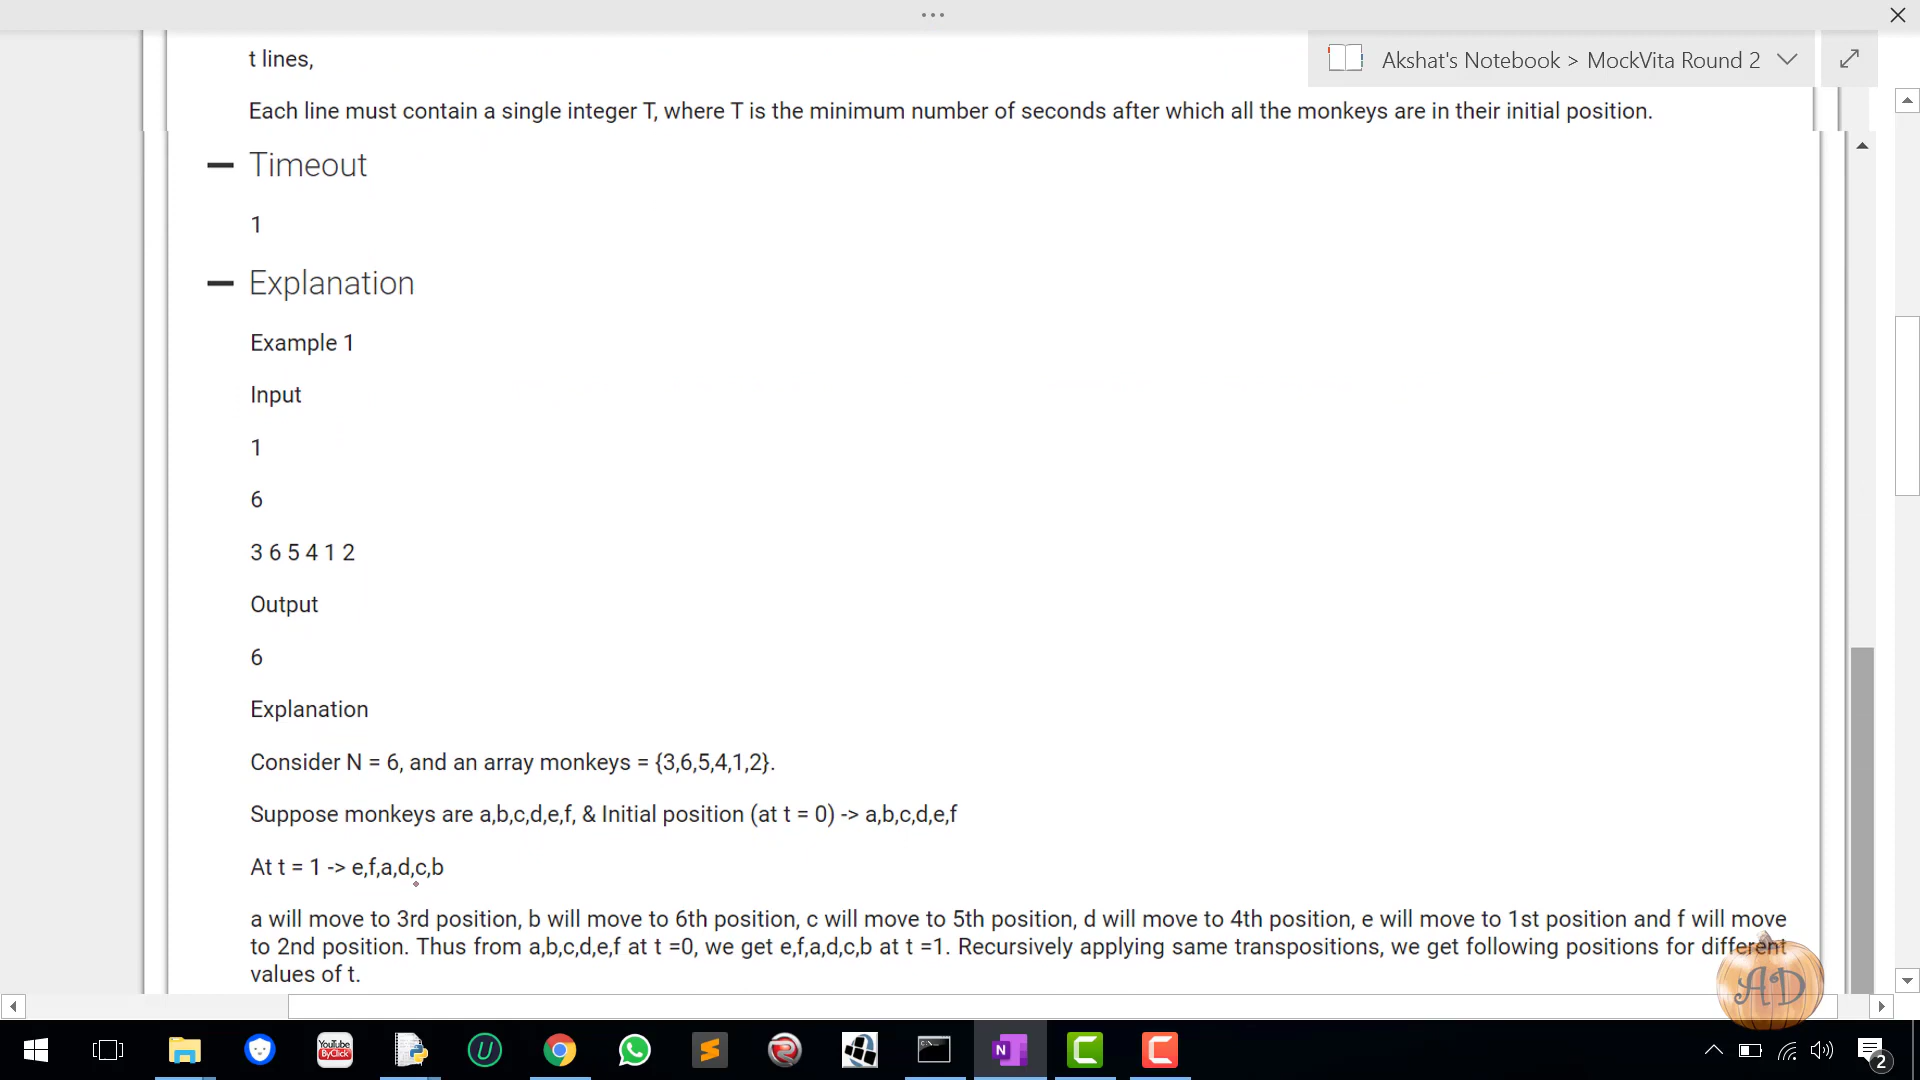 t lines,
Akshat's Notebook > MockVita Round 2
Each line must contain a single integer T, where T is the minimum number of seconds after which all the monkeys are in their initial position.
Timeout
1
Explanation
Example 1
Input
1
6
3 6 5 4 1 2
Output
6
Explanation
Consider N = 6, and an array monkeys = {3,6,5,4,1,2}.
Suppose monkeys are a,b,c,d,e,f, & Initial position (at t = 0) -> a,b,c,d,e,f
At t = 1 -> e,f,a,d,c,b
a will move to 3rd position, b will move to 6th position, c will move to 5th position, d will move to 4th position, e will move to 1st position and f will move
to 2nd position. Thus from a,b,c,d,e,f at t =0, we get e,f,a,d,c,b at t =1. Recursively applying same transpositions, we get following positions for different
values of t.
AD
YouTube
ByClick
U
N
2